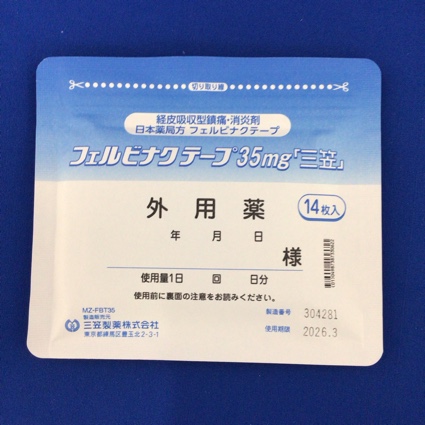 切り取り線
経皮吸収型鎮痛・消炎剤
日本薬局方 フェルビナクテープ
フェルビナクテープ35mg「三笠」
外用薬
14枚入
年 月 日
様
使用量1日 回 日分
使用前に裏面の注意をお読みください。
MZ-FBT35
製造販売元
三笠製薬株式会社
東京都練馬区豊玉北2-3-1
製造番号 304281
使用期限 2026.3